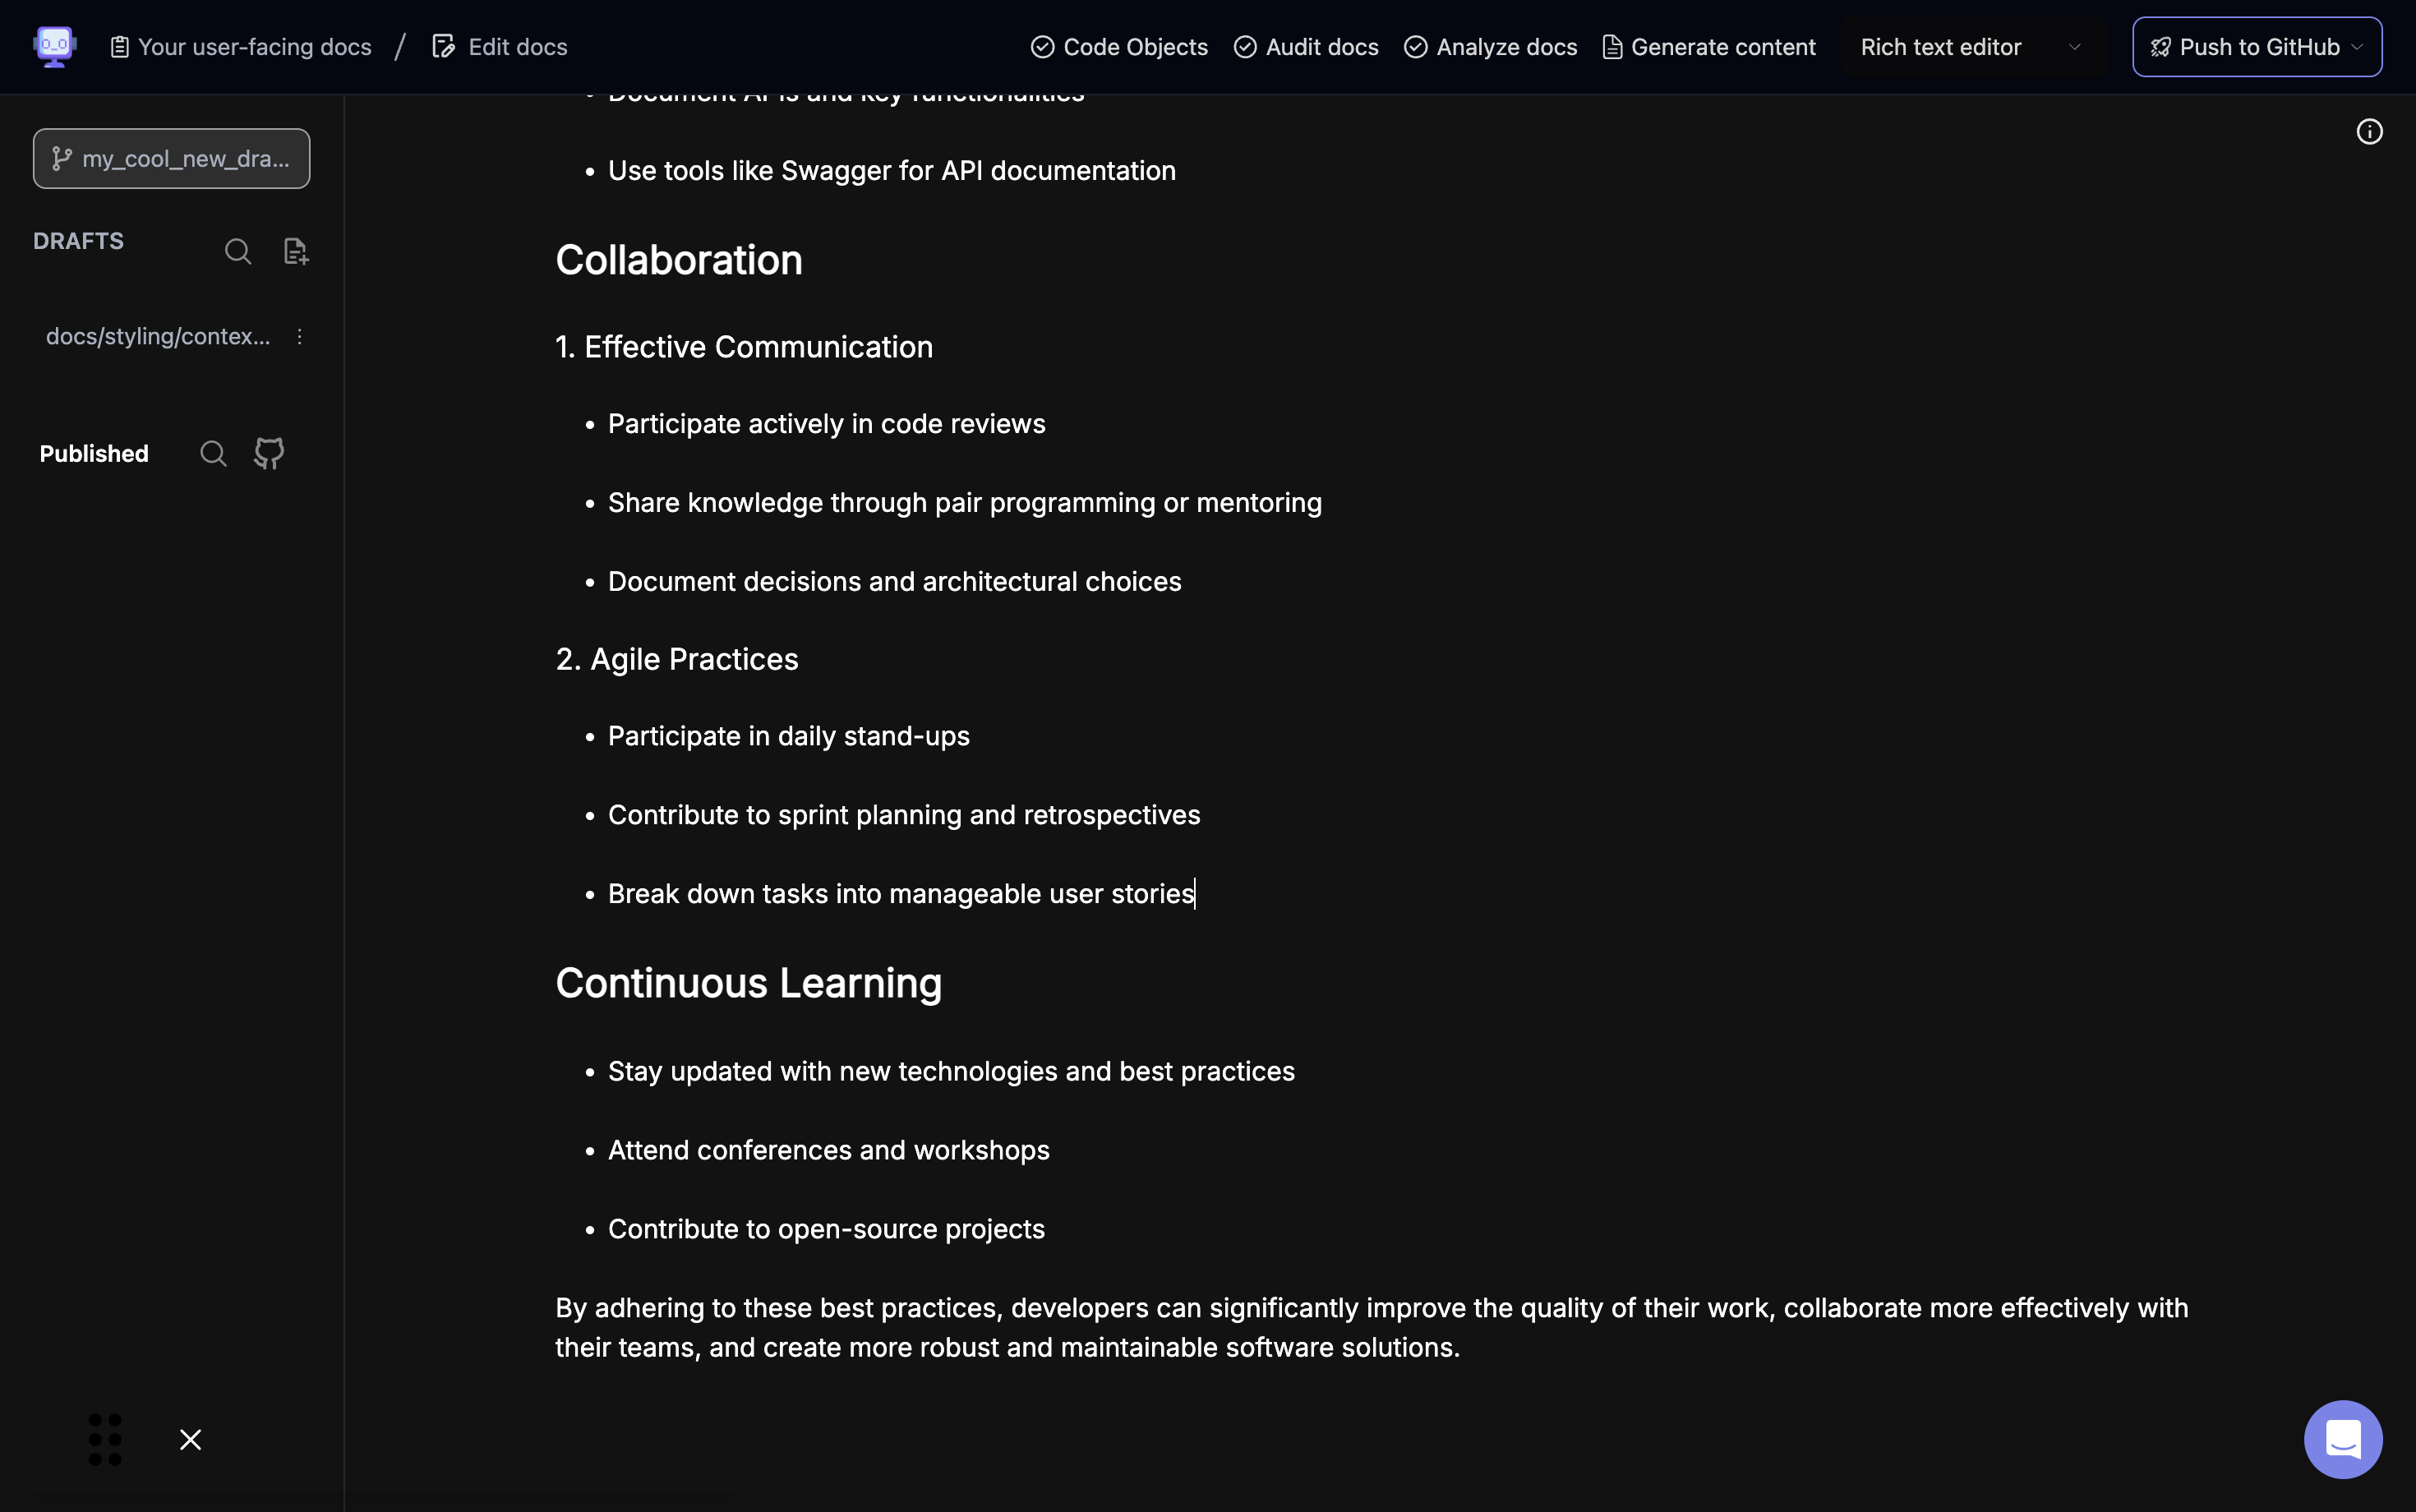 Your user-facing docs / Edit docs
Code Objects Audit docs Analyze docs Generate content Rich text editor Push to GitHub
my_cool_new_dra...
DRAFTS
docs/styling/contex...
Published
• Document APIs and key functionalities
• Use tools like Swagger for API documentation
Collaboration
1. Effective Communication
• Participate actively in code reviews
• Share knowledge through pair programming or mentoring
• Document decisions and architectural choices
2. Agile Practices
• Participate in daily stand-ups
• Contribute to sprint planning and retrospectives
• Break down tasks into manageable user stories
Continuous Learning
• Stay updated with new technologies and best practices
• Attend conferences and workshops
• Contribute to open-source projects
By adhering to these best practices, developers can significantly improve the quality of their work, collaborate more effectively with
their teams, and create more robust and maintainable software solutions.